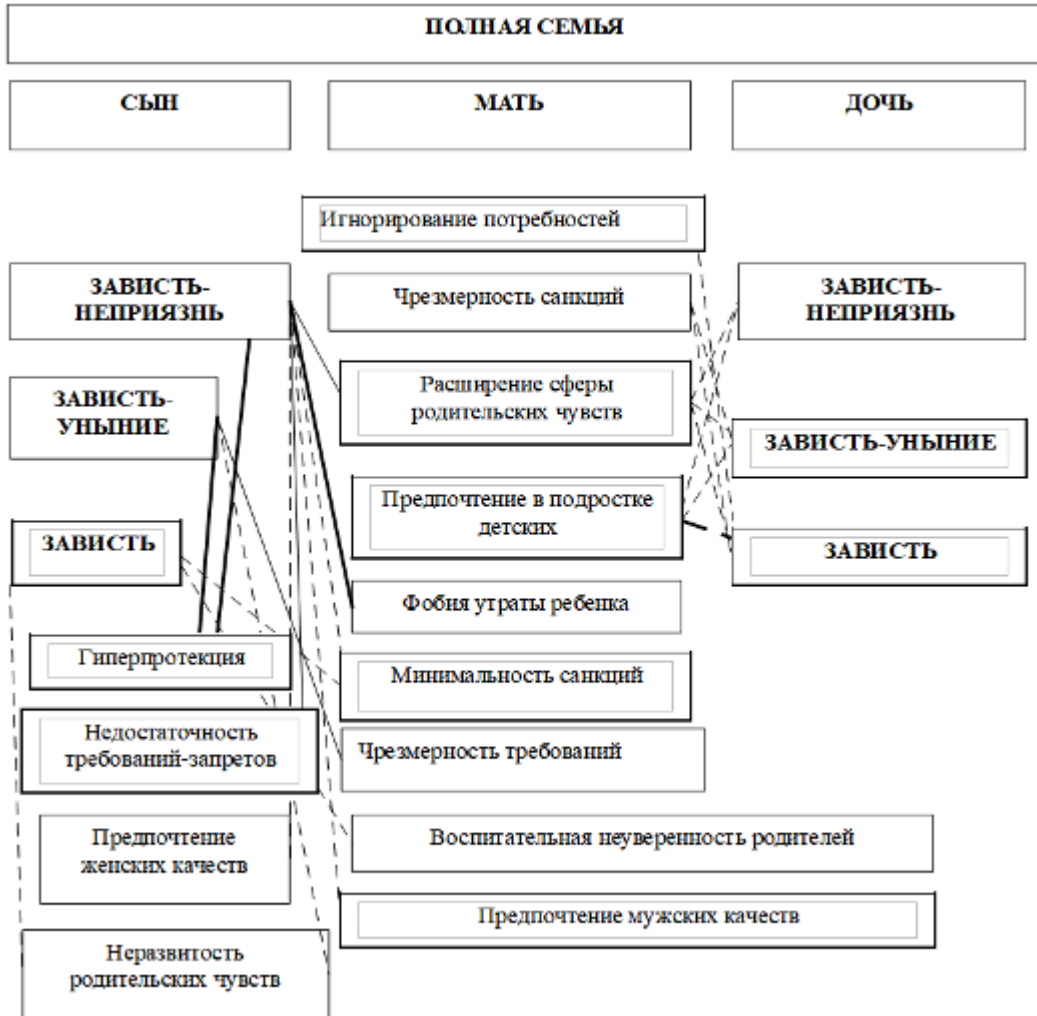 ПОЛНАЯ СЕМЬЯ
СЫН
МАТЬ
ДОЧЬ
Игнорирование потребностей
ЗАВИСТЬ-
НЕПРИЯЗНЬ
Чрезмерность санкций
ЗАВИСТЬ-
НЕПРИЯЗНЬ
Расширение сферы
родительских чувств
ЗАВИСТЬ-
УНЫНИЕ
ЗАВИСТЬ-УНЫНИЕ
Предпочтение в подростке
детских
ЗАВИСТЬ
ЗАВИСТЬ
Фобия утраты ребенка
Гиперпротекция
Минимальность санкций
Недостаточность
требований-запретов
Чрезмерность требований
Предпочтение
женских качеств
Воспитательная неуверенность родителей
Предпочтение мужских качеств
Неразвитость
родительских чувств